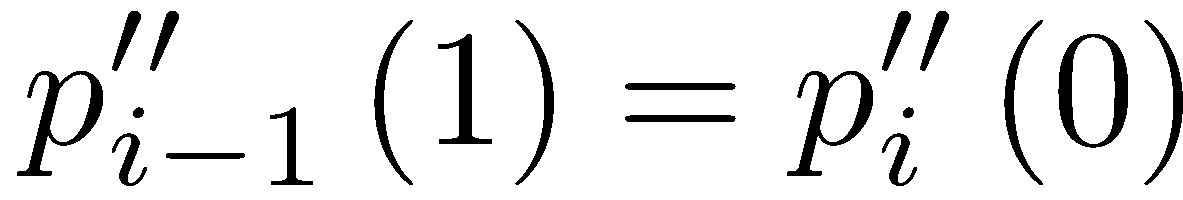 p''_{i-1}(1) = p''_i(0)